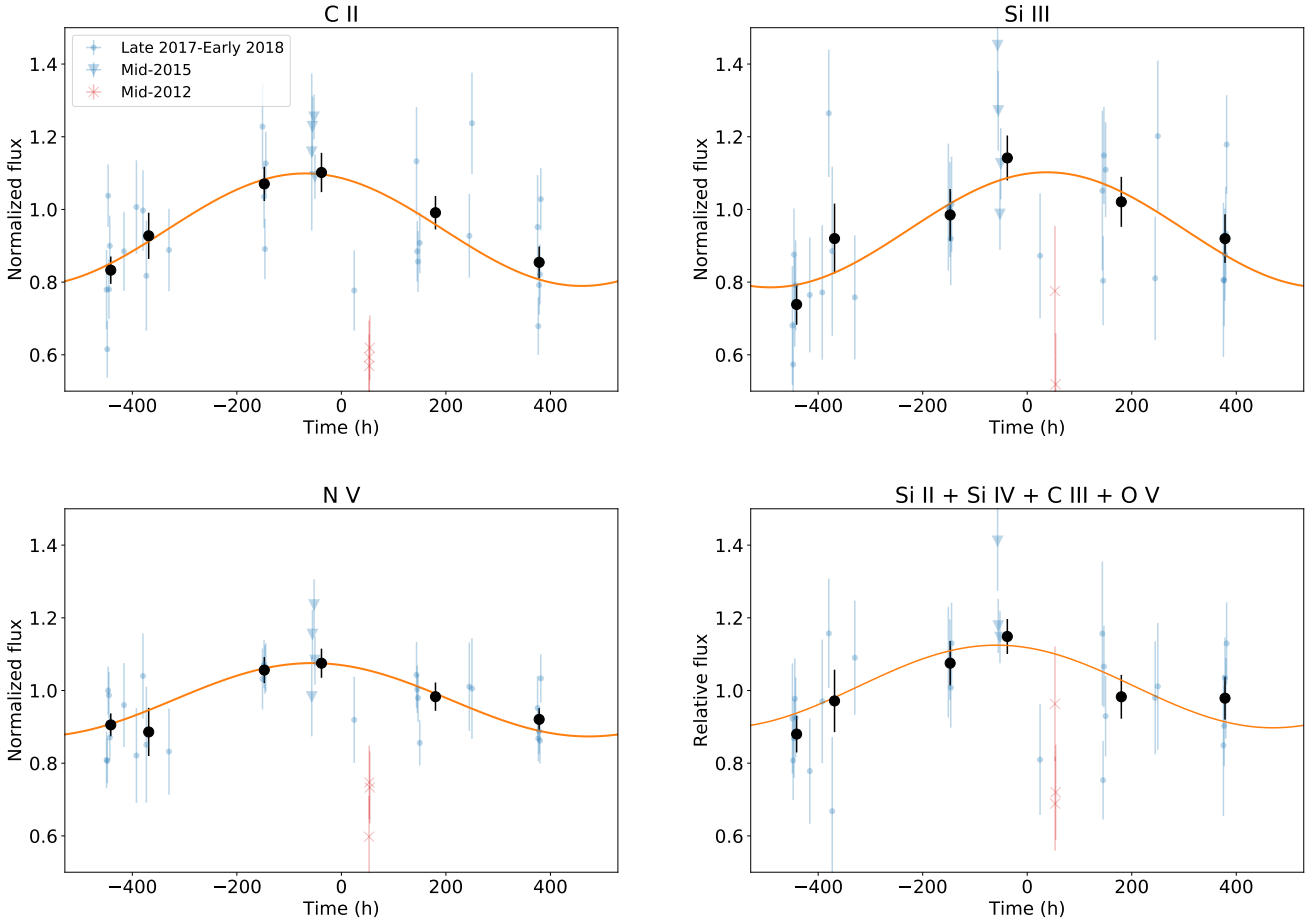 C II
Normalized flux
1.4
1.2
1.0
0.8
0.6
Late 2017-Early 2018
Mid-2015
Mid-2012
−400 −200 0 200 400
Time (h)
Si III
Normalized flux
1.4
1.2
1.0
0.8
0.6
−400 −200 0 200 400
Time (h)
N V
Normalized flux
1.4
1.2
1.0
0.8
0.6
−400 −200 0 200 400
Time (h)
Si II + Si IV + C III + O V
Relative flux
1.4
1.2
1.0
0.8
0.6
−400 −200 0 200 400
Time (h)